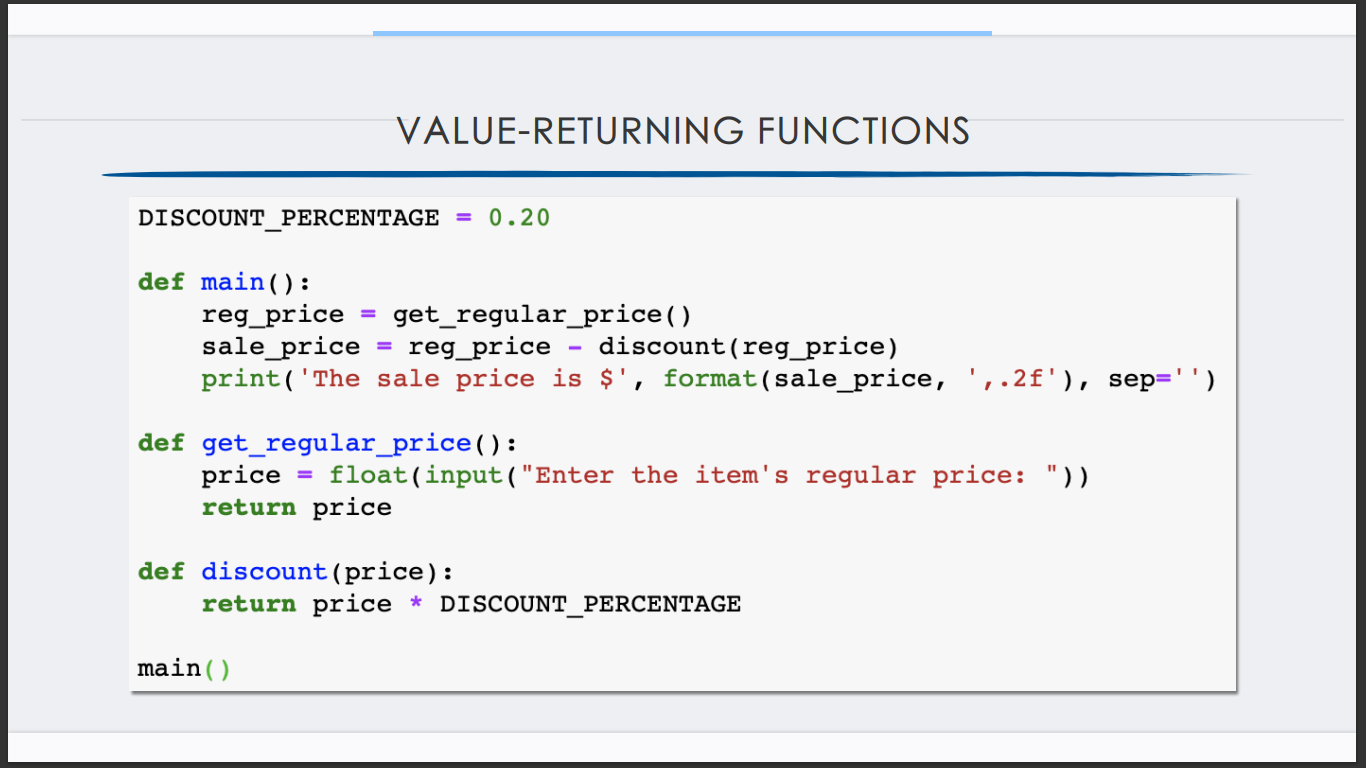 VALUE-RETURNING FUNCTIONS
DISCOUNT_PERCENTAGE = 0.20
def main():
    reg_price = get_regular_price()
    sale_price = reg_price - discount(reg_price)
    print('The sale price is $', format(sale_price, ',.2f'), sep='')
def get_regular_price():
    price = float(input("Enter the item's regular price: "))
    return price
def discount(price):
    return price * DISCOUNT_PERCENTAGE
main()